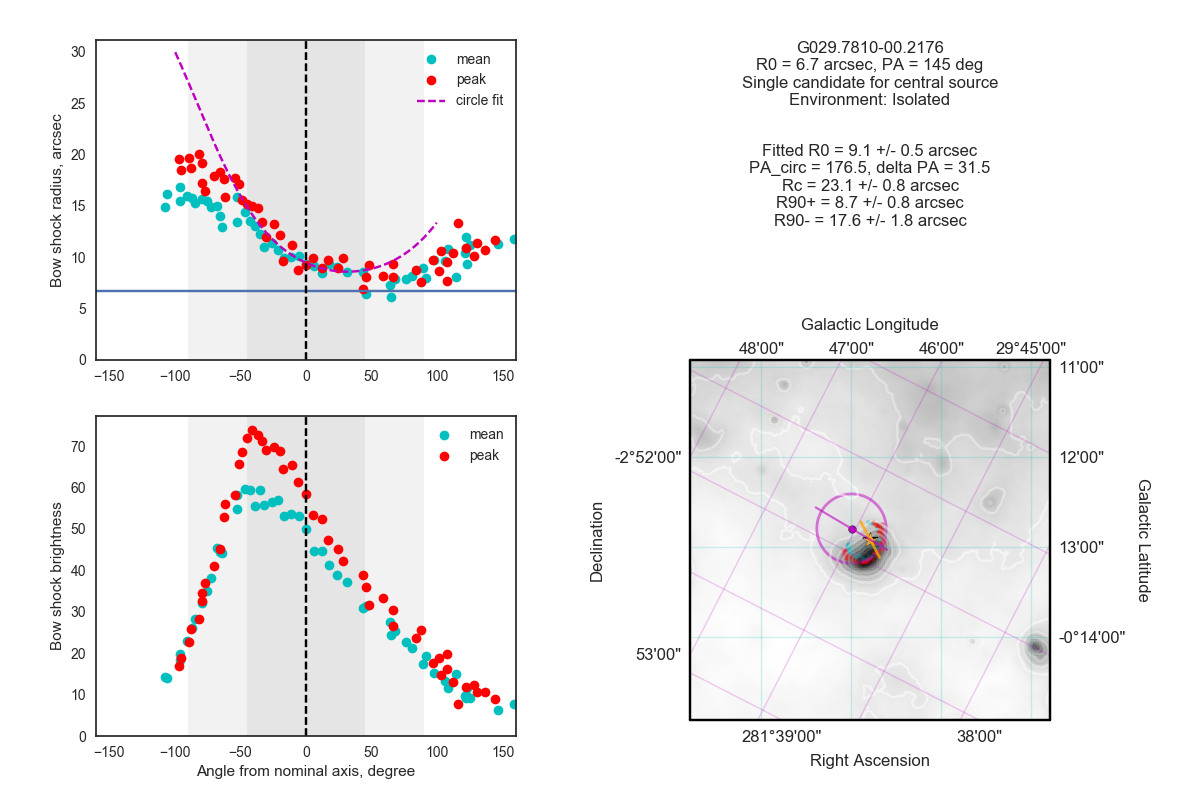 30
25
20
15
10
5
0
Bow shock radius, arcsec
mean
peak
circle fit
−150
−100
−50
0
50
100
150
70
60
50
40
30
20
10
0
Bow shock brightness
mean
peak
−150
−100
−50
0
50
100
150
Angle from nominal axis, degree
G029.7810-00.2176
R0 = 6.7 arcsec, PA = 145 deg
Single candidate for central source
Environment: Isolated
Fitted R0 = 9.1 +/- 0.5 arcsec
PA_circ = 176.5, delta PA = 31.5
Rc = 23.1 +/- 0.8 arcsec
R90+ = 8.7 +/- 0.8 arcsec
R90- = 17.6 +/- 1.8 arcsec
Galactic Longitude
48'00" 47'00" 46'00" 29°45'00"
11'00"
12'00"
13'00"
-0°14'00"
Galactic Latitude
-2°52'00"
53'00"
Declination
281°39'00" 38'00"
Right Ascension